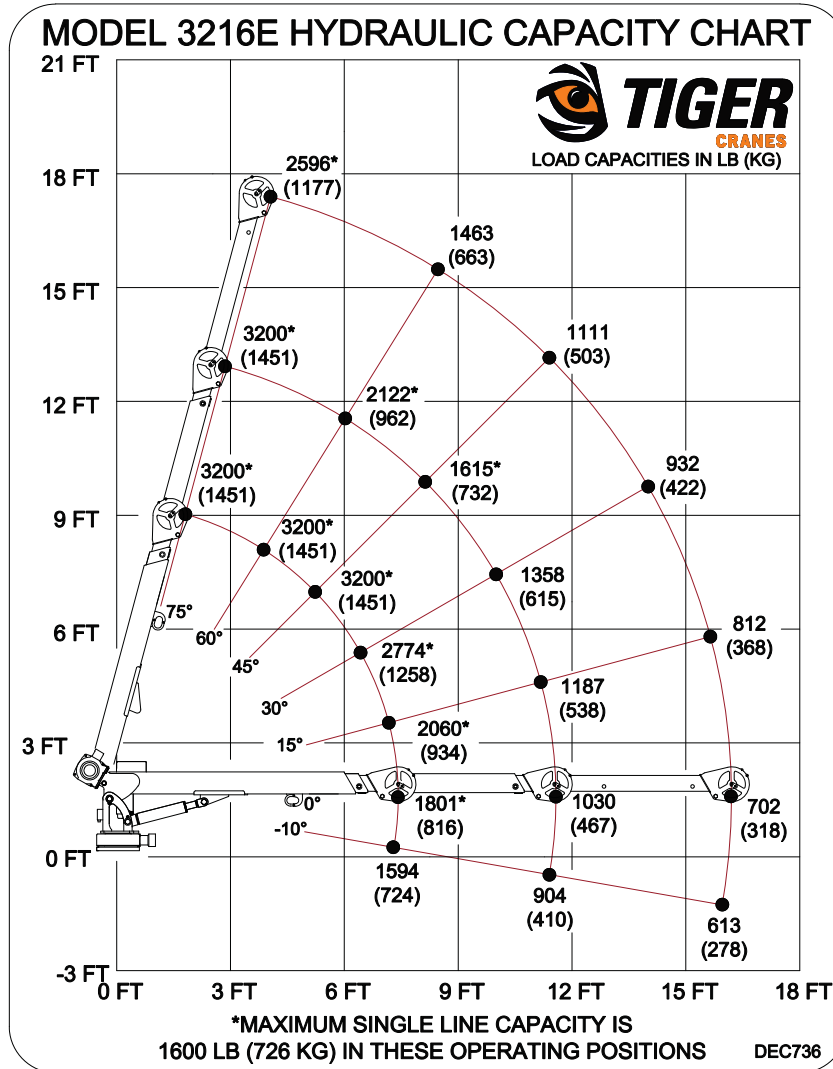 MODEL 3216E HYDRAULIC CAPACITY CHART
21 FT
TIGER
CRANES
LOAD CAPACITIES IN LB (KG)
18 FT
2596*
(1177)
1463
(663)
15 FT
3200*
(1451)
1111
(503)
12 FT
2122*
(962)
3200*
(1451)
1615*
(732)
932
(422)
9 FT
3200*
(1451)
3200*
(1451)
1358
(615)
75°
60°
6 FT
45°
2774*
(1258)
812
(368)
30°
1187
(538)
15°
2060*
(934)
3 FT
0°
1801*
(816)
1030
(467)
702
(318)
-10°
0 FT
1594
(724)
904
(410)
613
(278)
-3 FT
0 FT
3 FT
6 FT
9 FT
12 FT
15 FT
18 FT
*MAXIMUM SINGLE LINE CAPACITY IS
1600 LB (726 KG) IN THESE OPERATING POSITIONS
DEC736